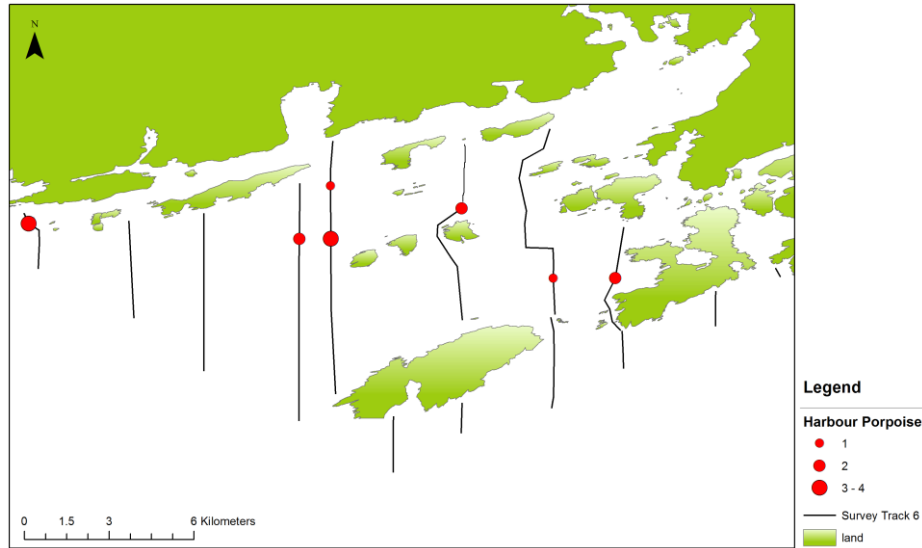 N
Legend
Harbour Porpoise
1
2
3 - 4
Survey Track 6
land
0 1.5 3 6 Kilometers